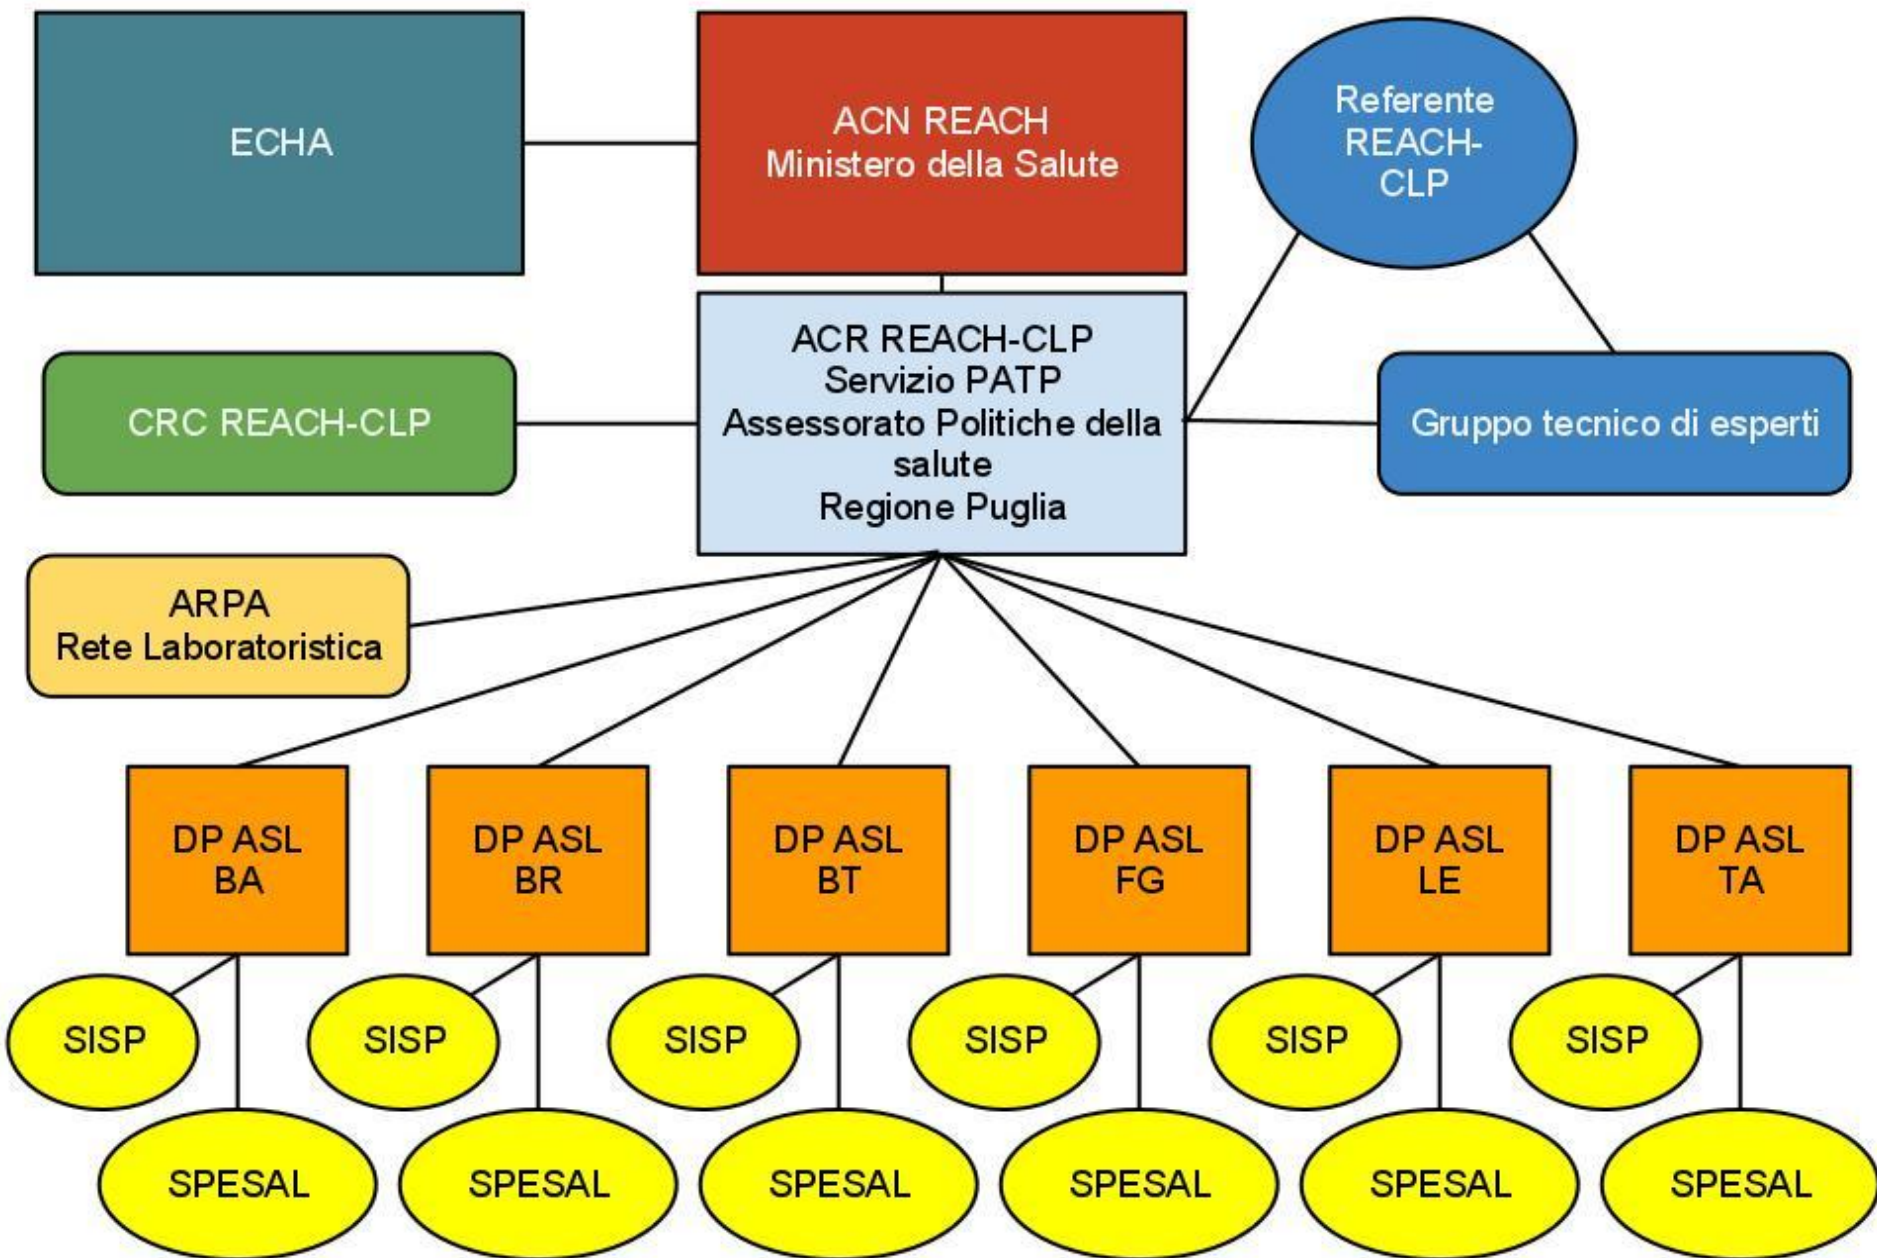 ECHA
ACN REACH
Ministero della Salute
Referente
REACH-
CLP
CRC REACH-CLP
ACR REACH-CLP
Servizio PATP
Assessorato Politiche della
salute
Regione Puglia
Gruppo tecnico di esperti
ARPA
Rete Laboratoristica
DP ASL
BA
DP ASL
BR
DP ASL
BT
DP ASL
FG
DP ASL
LE
DP ASL
TA
SISP
SISP
SISP
SISP
SISP
SISP
SPESAL
SPESAL
SPESAL
SPESAL
SPESAL
SPESAL